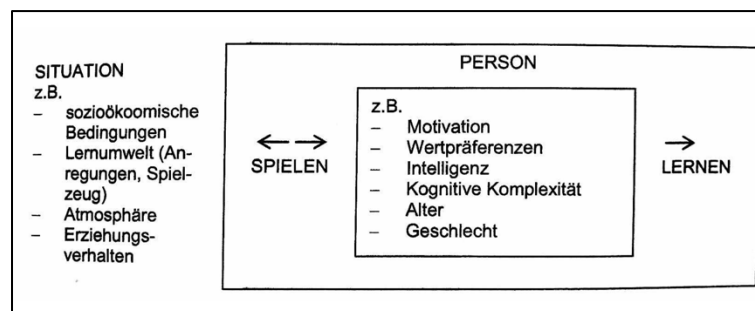 SITUATION
z.B.
– sozioökoomische
Bedingungen
– Lernumwelt (An-
regungen, Spiel-
zeug)
– Atmosphäre
– Erziehungs-
verhalten
PERSON
SPIELEN
z.B.
– Motivation
– Wertpräferenzen
– Intelligenz
– Kognitive Komplexität
– Alter
– Geschlecht
LERNEN